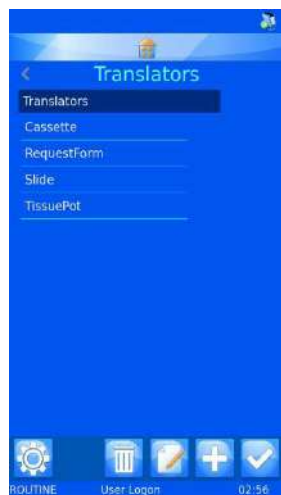 Translators
Translators
Cassette
RequestForm
Slide
TissuePot
ROUTINE User Logon 02:56